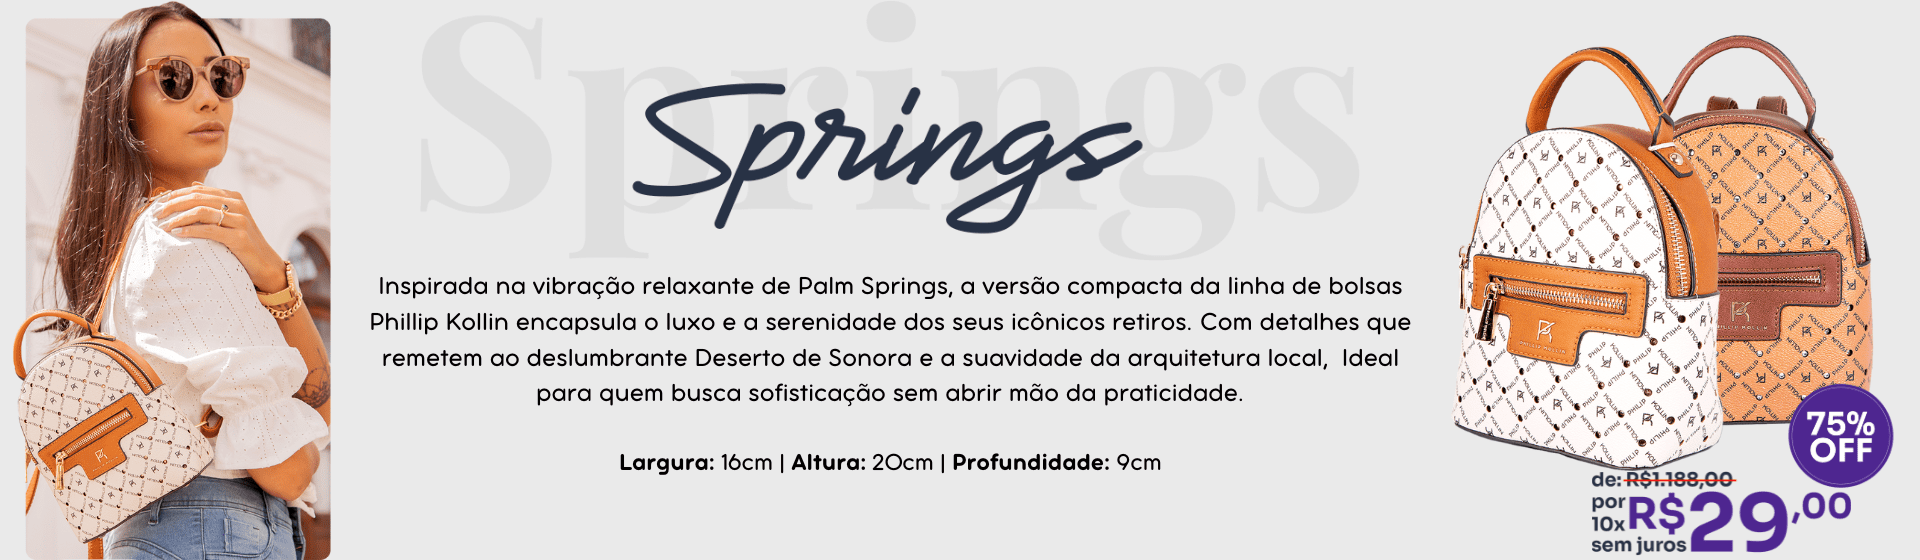 Springs
Springs
Inspirada na vibração relaxante de Palm Springs, a versão compacta da linha de bolsas
Phillip Kollin encapsula o luxo e a serenidade dos seus icônicos retiros. Com detalhes que
remetem ao deslumbrante Deserto de Sonora e a suavidade da arquitetura local,  Ideal
para quem busca sofisticação sem abrir mão da praticidade.
Largura: 16cm | Altura: 20cm | Profundidade: 9cm
75%
OFF
de: R$1.188,00
por
10x
sem juros
R$29,00